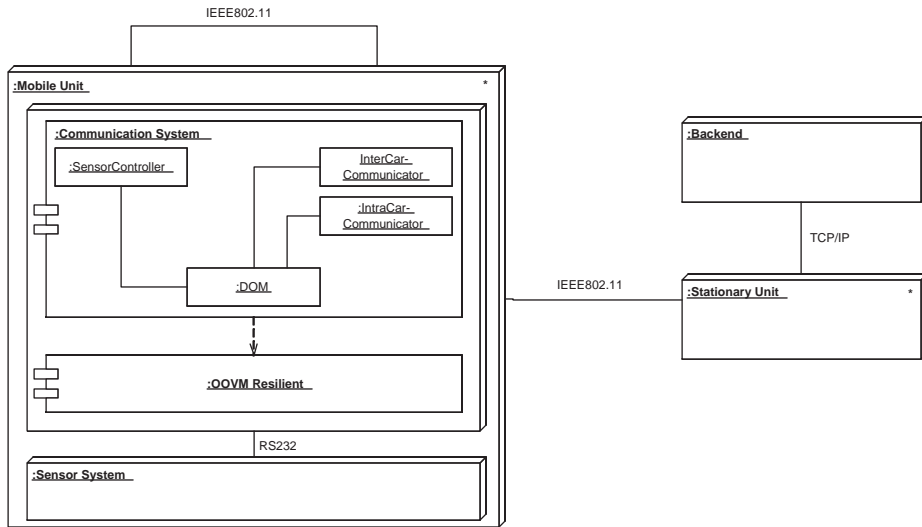 IEEE802.11
:Mobile Unit
*
:Communication System
:SensorController
InterCar-
Communicator
:IntraCar-
Communicator
:DOM
:OOVM Resilient
RS232
:Sensor System
IEEE802.11
:Backend
TCP/IP
:Stationary Unit
*